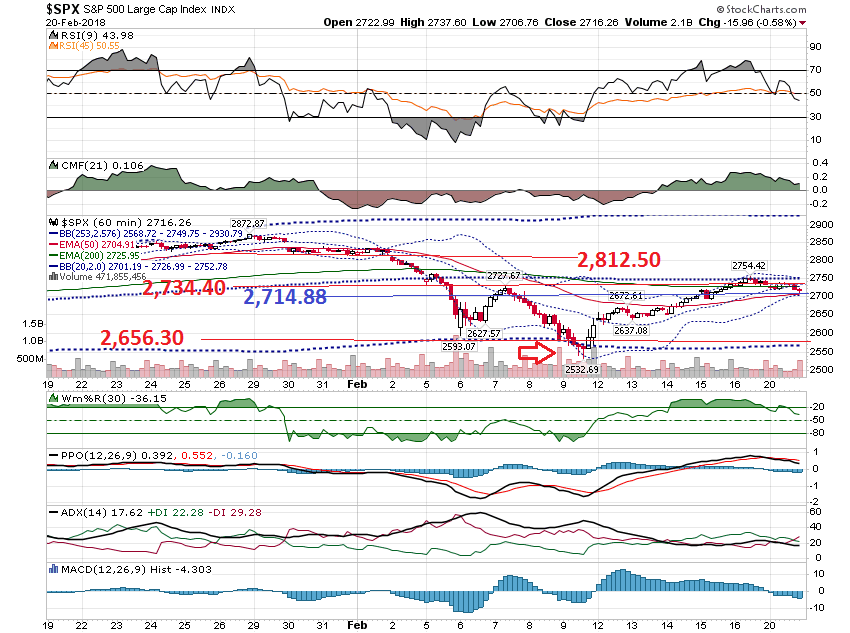 $SPX S&P 500 Large Cap Index INDX
© StockCharts.com
20-Feb-2018
Open 2722.99 High 2737.60 Low 2706.76 Close 2716.26 Volume 2.1B Chg -15.96 (-0.58%)
RSI(9) 43.98
RSI(45) 50.55
90
70
50
30
10
CMF(21) 0.106
0.4
0.2
0.0
-0.2
$SPX (60 min) 2716.26
BB(253,2.576) 2568.72 - 2749.75 - 2930.79
EMA(50) 2704.91
EMA(200) 2725.95
BB(20,2.0) 2701.19 - 2726.99 - 2752.78
Volume 471,855,456
2872.87
2,812.50
2754.42
2727.67
2,734.40
2,714.88
2672.61
2,656.30
2627.57
2637.08
2593.07
2532.69
2900
2850
2800
2750
2700
2650
2600
2550
2500
1.5B
1.0B
500M
19 22 23 24 25 26 29 30 31 Feb 2 5 6 7 8 9 12 13 14 15 16 20
Wm%R(30) -36.15
-20
-50
-80
PPO(12,26,9) 0.392, 0.552, -0.160
1
0
-1
-2
ADX(14) 17.62 +DI 22.28 -DI 29.28
60
40
20
0
MACD(12,26,9) Hist -4.303
10
0
-10
19 22 23 24 25 26 29 30 31 Feb 2 5 6 7 8 9 12 13 14 15 16 20